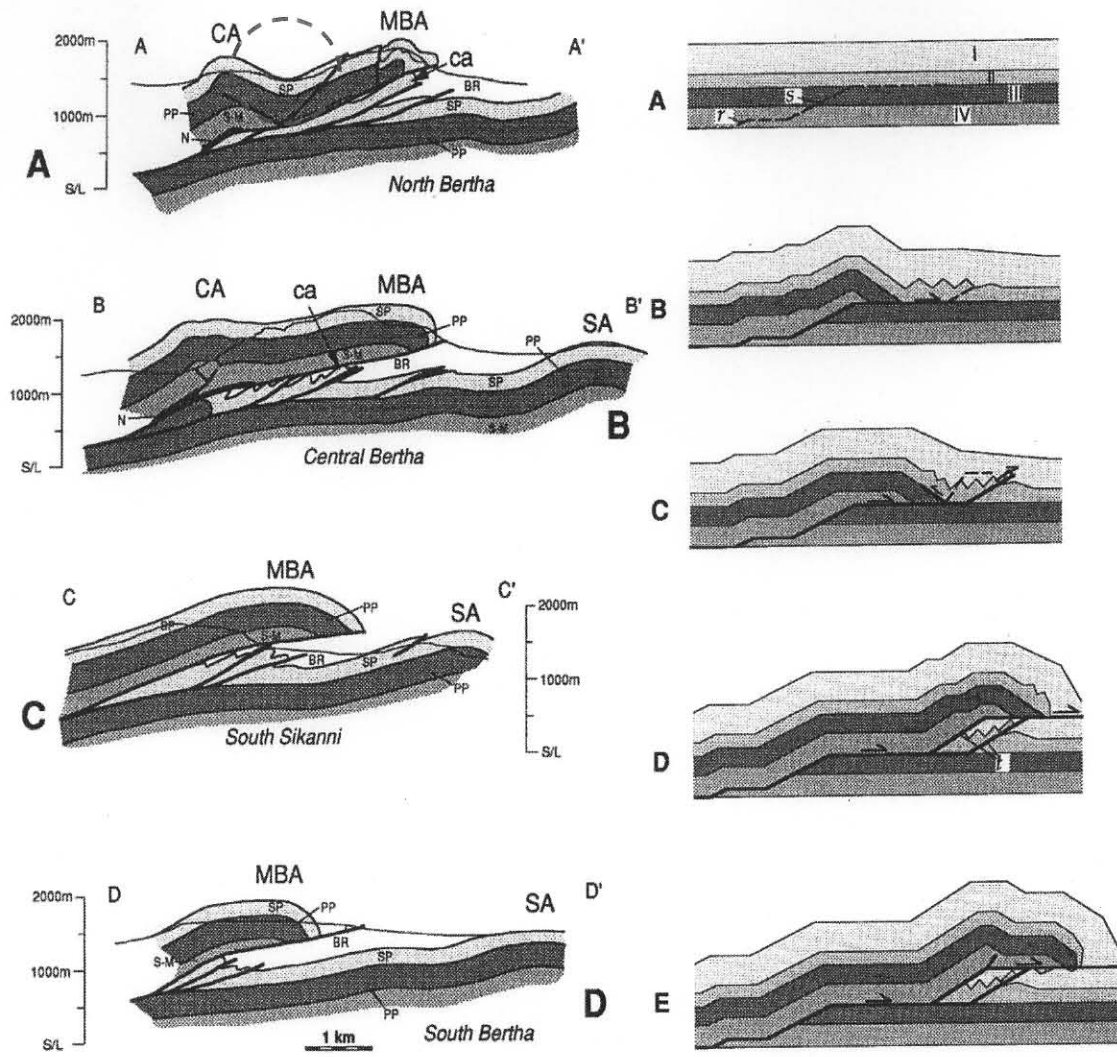 CA
MBA
2000m
A
A'
ca
SP
BR
SP
PP
S-M
1000m
N
PP
A
S/L
North Bertha
B
CA
ca
MBA
B'
SP
PP
SA
2000m
PP
S-M
BR
SP
1000m
N
S-M
B
S/L
Central Bertha
MBA
C
C'
2000m
SA
PP
SP
S-M
BR
SP
1000m
PP
C
South Sikanni
S/L
MBA
D
D'
2000m
SP
PP
SA
BR
S-M
SP
1000m
D
PP
South Bertha
S/L
1 km
I
II
A
s
III
r
IV
B
C
D
t
E